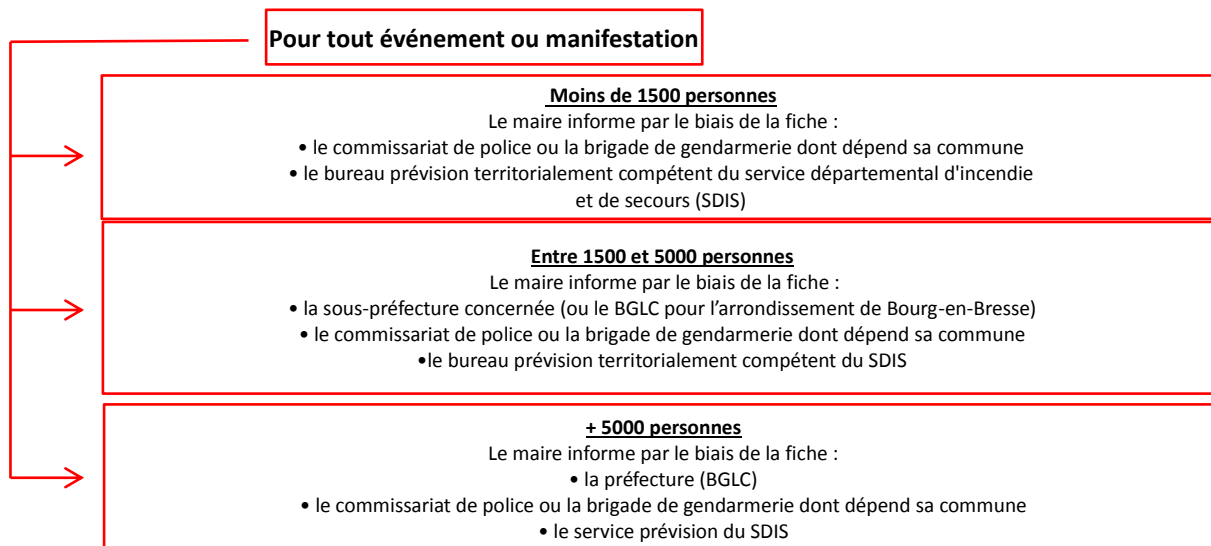 Pour tout événement ou manifestation
Moins de 1500 personnes
Le maire informe par le biais de la fiche :
• le commissariat de police ou la brigade de gendarmerie dont dépend sa commune
• le bureau prévision territorialement compétent du service départemental d'incendie
et de secours (SDIS)
Entre 1500 et 5000 personnes
Le maire informe par le biais de la fiche :
• la sous-préfecture concernée (ou le BGLC pour l’arrondissement de Bourg-en-Bresse)
• le commissariat de police ou la brigade de gendarmerie dont dépend sa commune
•le bureau prévision territorialement compétent du SDIS
+ 5000 personnes
Le maire informe par le biais de la fiche :
• la préfecture (BGLC)
• le commissariat de police ou la brigade de gendarmerie dont dépend sa commune
• le service prévision du SDIS